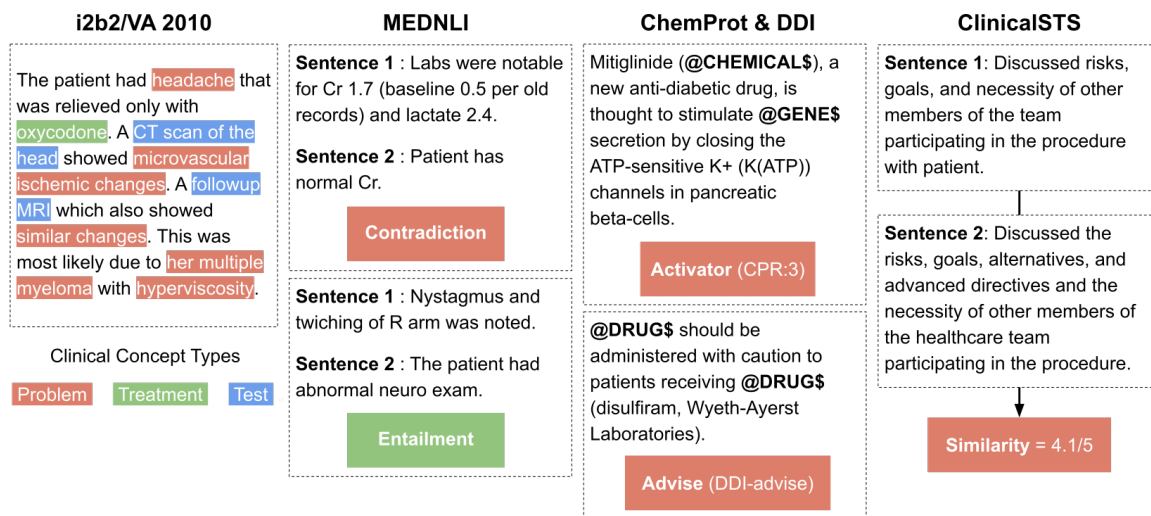 i2b2/VA 2010
The patient had headache that
was relieved only with
oxycodone. A CT scan of the
head showed microvascular
ischemic changes. A followup
MRI which also showed
similar changes. This was
most likely due to her multiple
myeloma with hyperviscosity.
Clinical Concept Types
Problem Treatment Test
MEDNLI
Sentence 1 : Labs were notable
for Cr 1.7 (baseline 0.5 per old
records) and lactate 2.4.
Sentence 2 : Patient has
normal Cr.
Contradiction
Sentence 1 : Nystagmus and
twiching of R arm was noted.
Sentence 2 : The patient had
abnormal neuro exam.
Entailment
ChemProt & DDI
Mitiglinide (@CHEMICAL$), a
new anti-diabetic drug, is
thought to stimulate @GENE$
secretion by closing the
ATP-sensitive K+ (K(ATP))
channels in pancreatic
beta-cells.
Activator (CPR:3)
@DRUG$ should be
administered with caution to
patients receiving @DRUG$
(disulfiram, Wyeth-Ayerst
Laboratories).
Advise (DDI-advise)
ClinicalSTS
Sentence 1: Discussed risks,
goals, and necessity of other
members of the team
participating in the procedure
with patient.
Sentence 2: Discussed the
risks, goals, alternatives, and
advanced directives and the
necessity of other members of
the healthcare team
participating in the procedure.
Similarity = 4.1/5